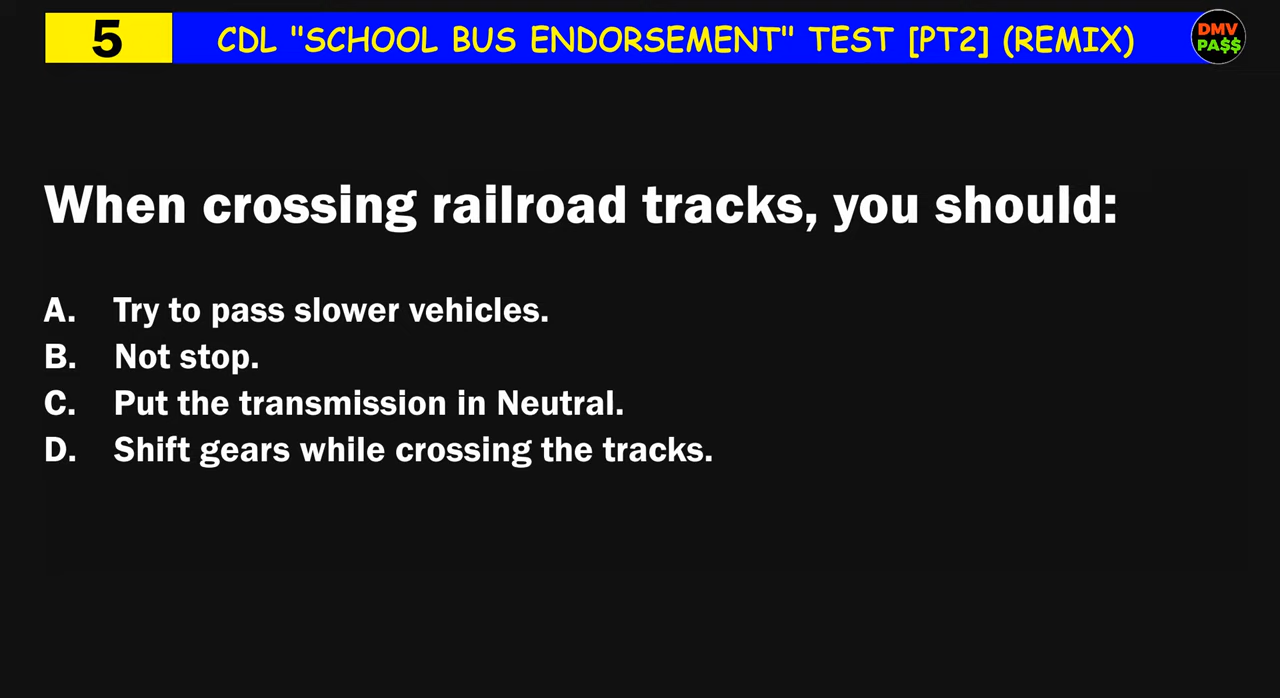 5
CDL "SCHOOL BUS ENDORSEMENT" TEST [PT2] (REMIX)
DMV
PA$$
When crossing railroad tracks, you should:
A. Try to pass slower vehicles.
B. Not stop.
C. Put the transmission in Neutral.
D. Shift gears while crossing the tracks.